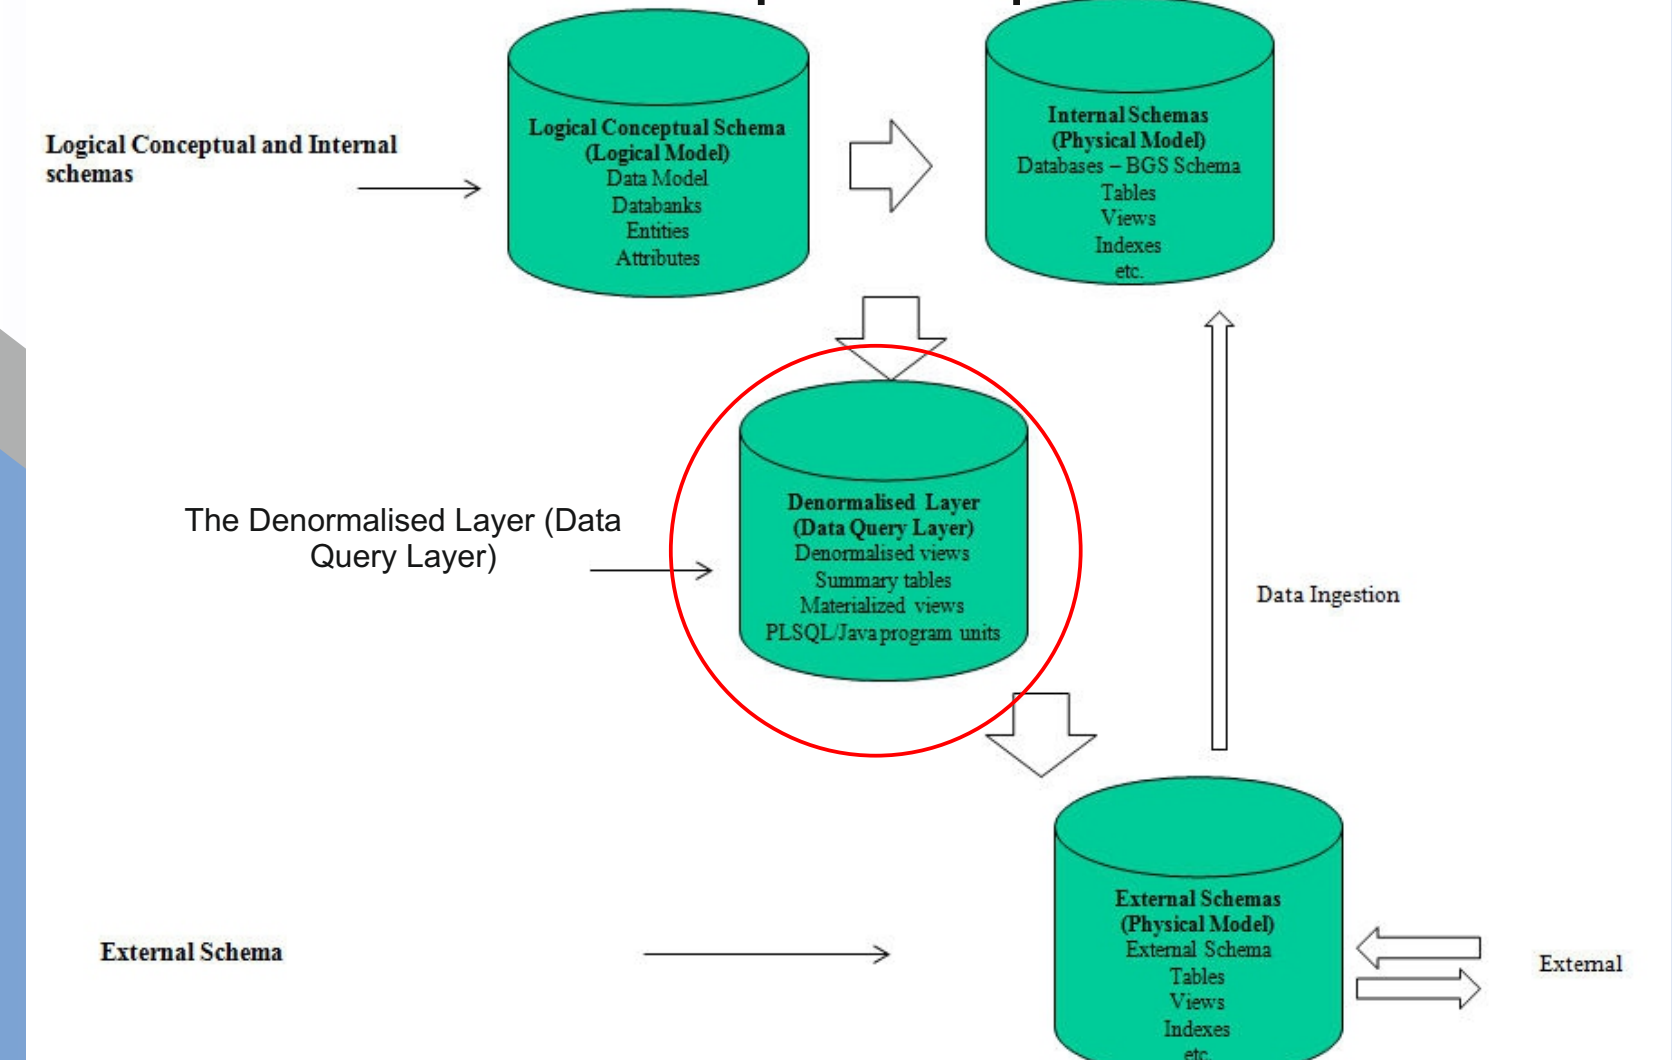 Logical Conceptual and Internal
schemas
Logical Conceptual Schema
(Logical Model)
Data Model
Databanks
Entities
Attributes
Internal Schemas
(Physical Model)
Databases – BGS Schema
Tables
Views
Indexes
etc.
The Denormalised Layer (Data
Query Layer)
Denormalised Layer
(Data Query Layer)
Denormalised views
Summary tables
Materialized views
PLSQL/Java program units
Data Ingestion
External Schema
External Schemas
(Physical Model)
External Schema
Tables
Views
Indexes
etc.
External